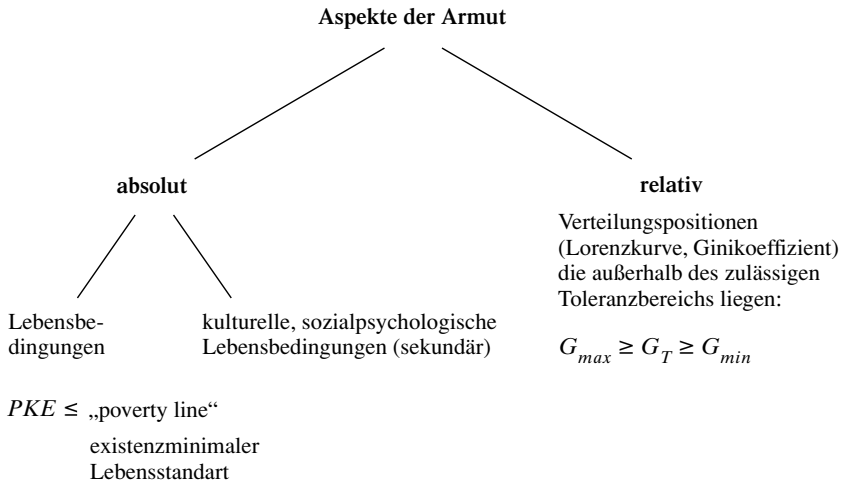 Aspekte der Armut
absolut
relativ
Verteilungspositionen
(Lorenzkurve, Ginikoeffizient)
die außerhalb des zulässigen
Toleranzbereichs liegen:
G_max ≥ G_T ≥ G_min
Lebensbe-
dingungen
kulturelle, sozialpsychologische
Lebensbedingungen (sekundär)
PKE ≤ „poverty line“
existenzminimaler
Lebensstandart